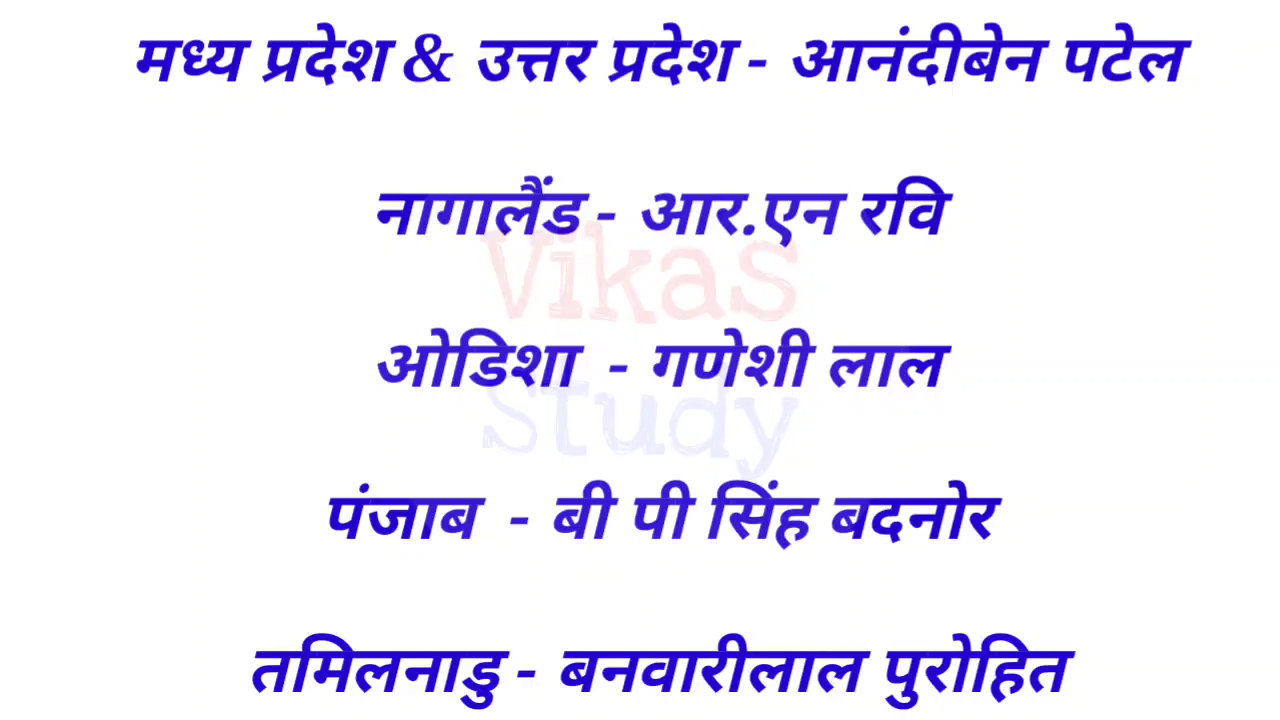 मध्य प्रदेश & उत्तर प्रदेश - आनंदीबेन पटेल
नागालैंड - आर.एन रवि
Vikas
ओडिशा - गणेशी लाल
Study
पंजाब - बी पी सिंह बदनोर
तमिलनाडु - बनवारीलाल पुरोहित